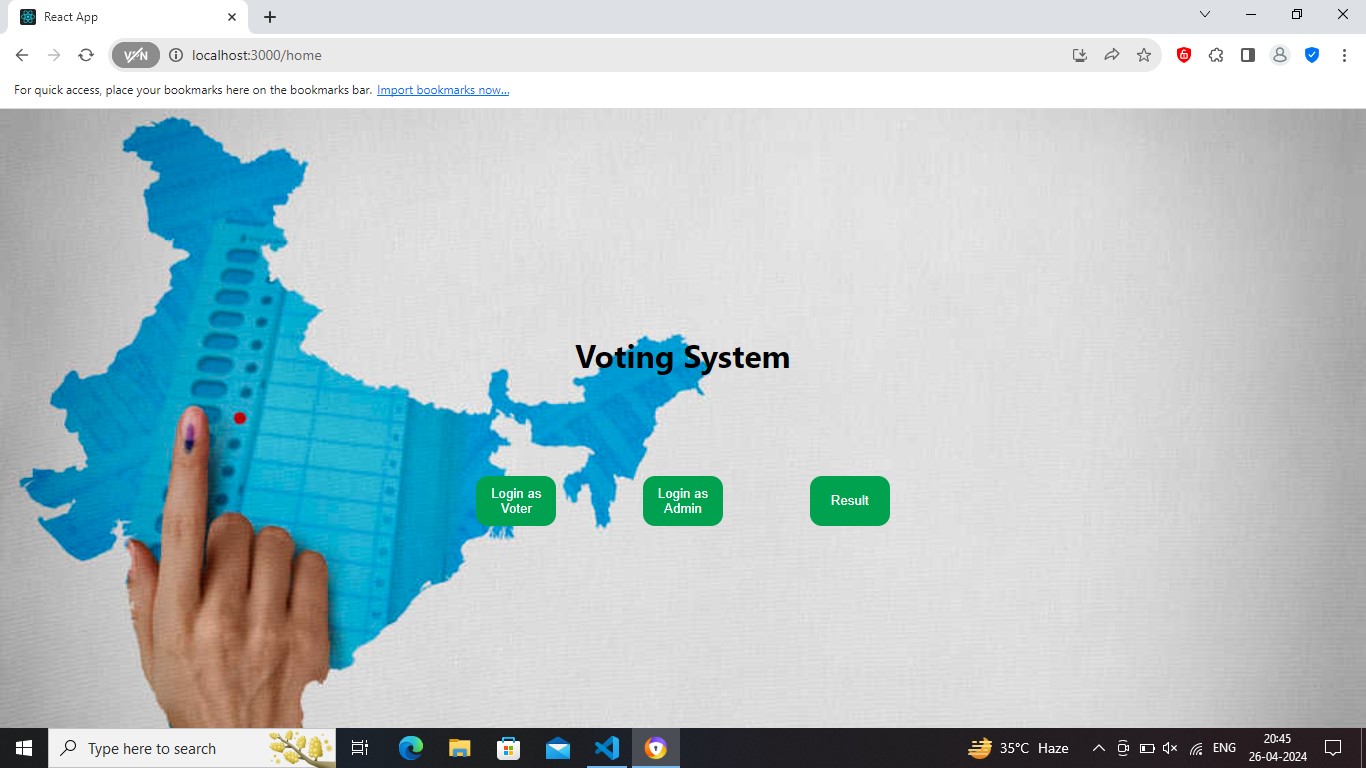 React App
VPN
localhost:3000/home
For quick access, place your bookmarks here on the bookmarks bar. Import bookmarks now...
Voting System
Login as
Voter
Login as
Admin
Result
Type here to search
35°C Haze
ENG
20:45
26-04-2024